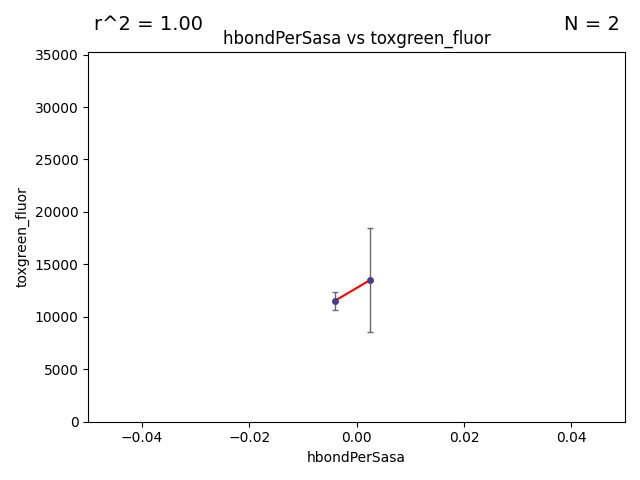 r^2 = 1.00
N = 2
hbondPerSasa vs toxgreen_fluor
35000
30000
25000
20000
15000
10000
5000
0
toxgreen_fluor
−0.04
−0.02
0.00
0.02
0.04
hbondPerSasa